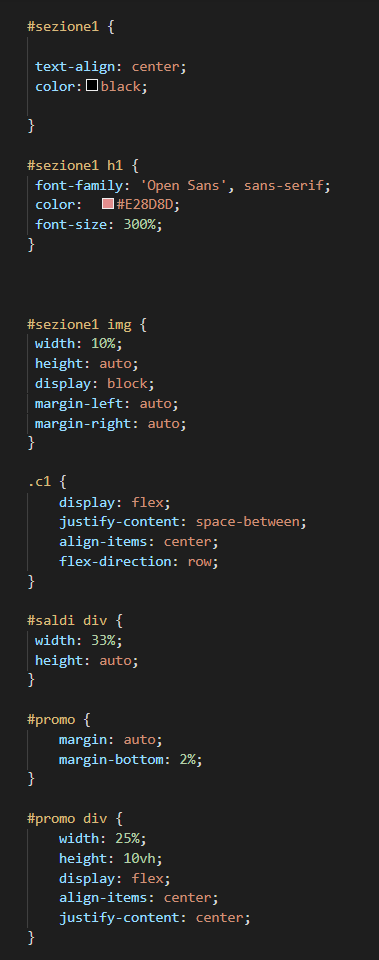 #sezione1 {
text-align: center;
color: black;
}
#sezione1 h1 {
font-family: 'Open Sans', sans-serif;
color: #E28D8D;
font-size: 300%;
}
#sezione1 img {
width: 10%;
height: auto;
display: block;
margin-left: auto;
margin-right: auto;
}
.c1 {
display: flex;
justify-content: space-between;
align-items: center;
flex-direction: row;
}
#saldi div {
width: 33%;
height: auto;
}
#promo {
margin: auto;
margin-bottom: 2%;
}
#promo div {
width: 25%;
height: 10vh;
display: flex;
align-items: center;
justify-content: center;
}